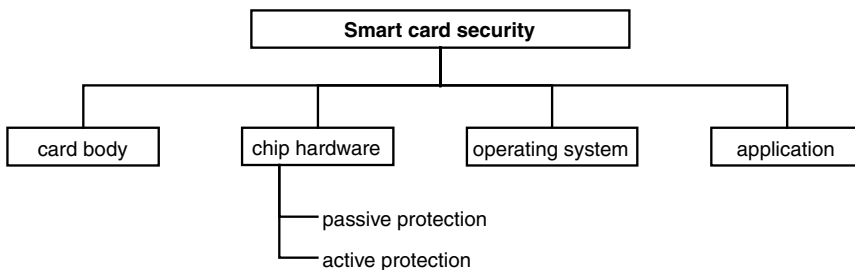 Smart card security
card body
chip hardware
operating system
application
passive protection
active protection